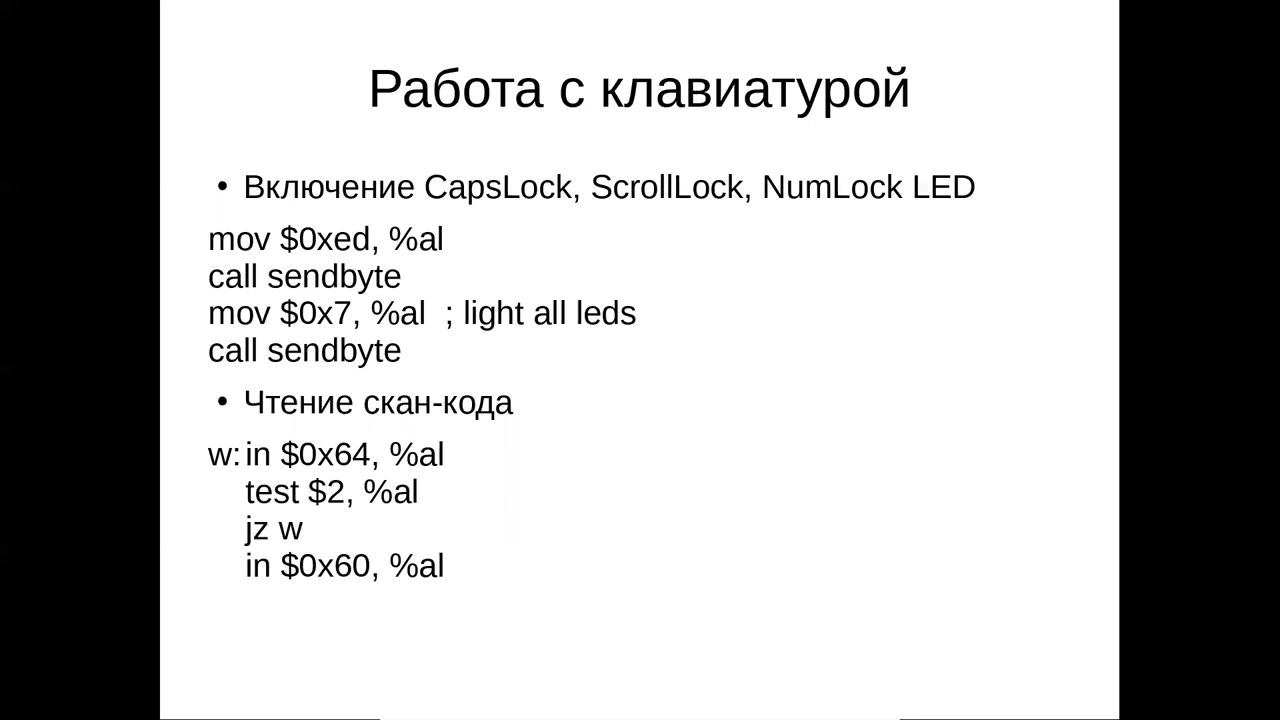 Работа с клавиатурой
• Включение CapsLock, ScrollLock, NumLock LED
mov $0xed, %al
call sendbyte
mov $0x7, %al ; light all leds
call sendbyte
• Чтение скан-кода
w: in $0x64, %al
test $2, %al
jz w
in $0x60, %al